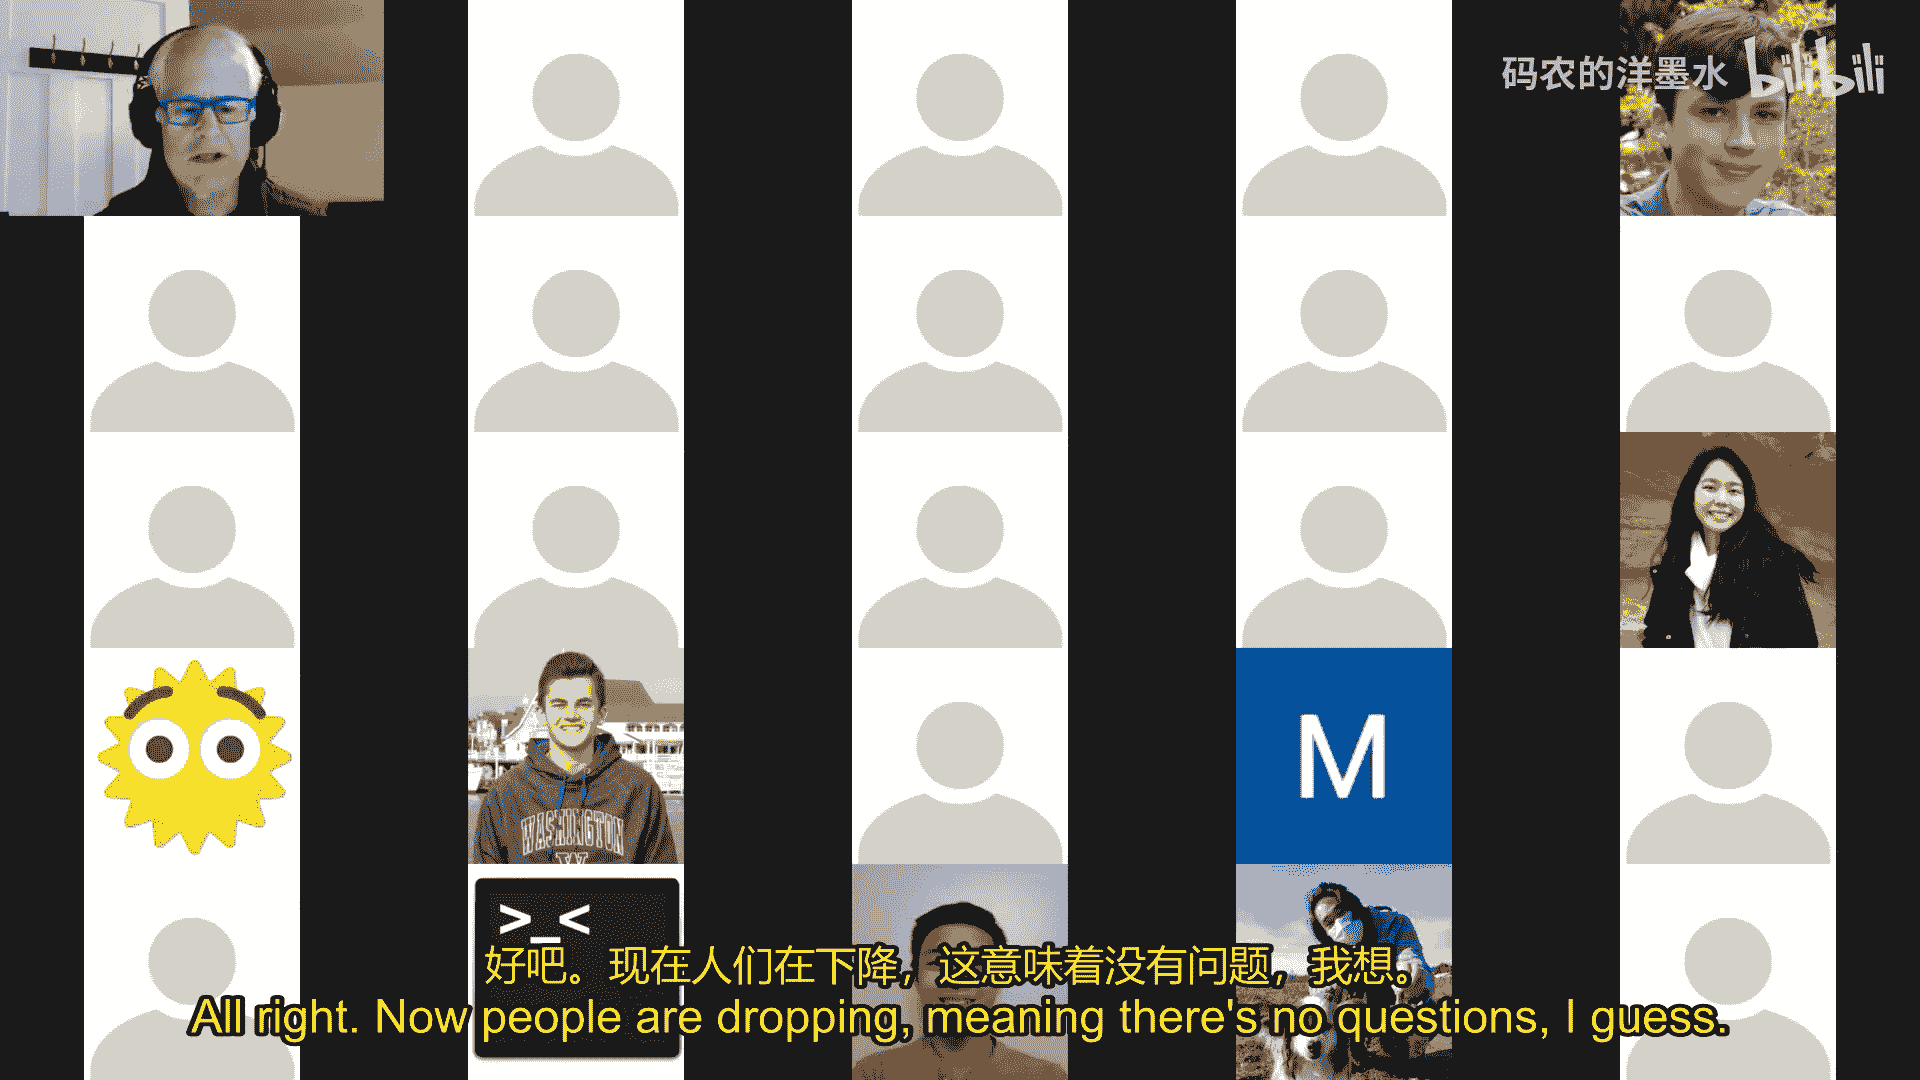 码农的洋墨水 bilibili
M
WASHINGTON
W
>_<
好吧。现在人们在下降，这意味着没有问题，我想。
All right. Now people are dropping, meaning there's no questions, I guess.